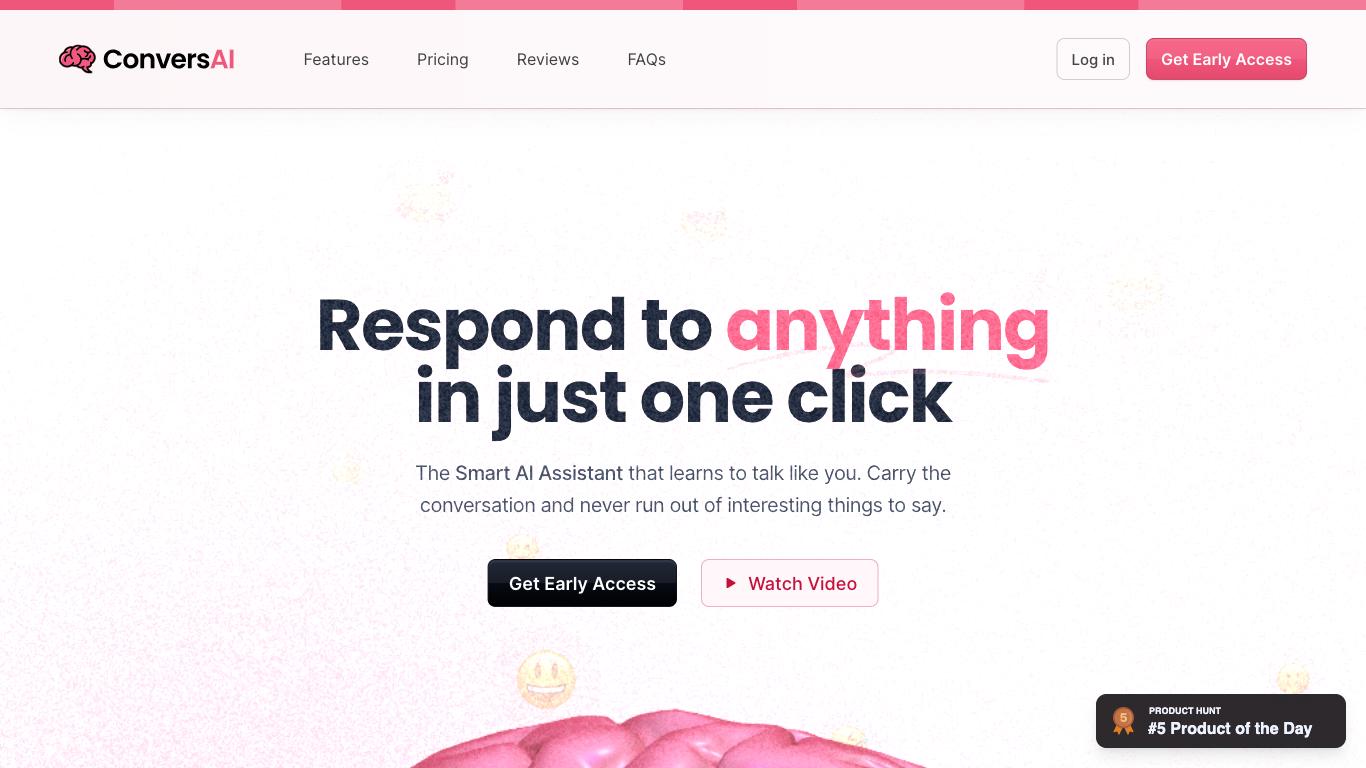 ConversAI
Features
Pricing
Reviews
FAQs
Log in
Get Early Access
Respond to anything
in just one click
The Smart AI Assistant that learns to talk like you. Carry the
conversation and never run out of interesting things to say.
Get Early Access
Watch Video
5
PRODUCT HUNT
#5 Product of the Day